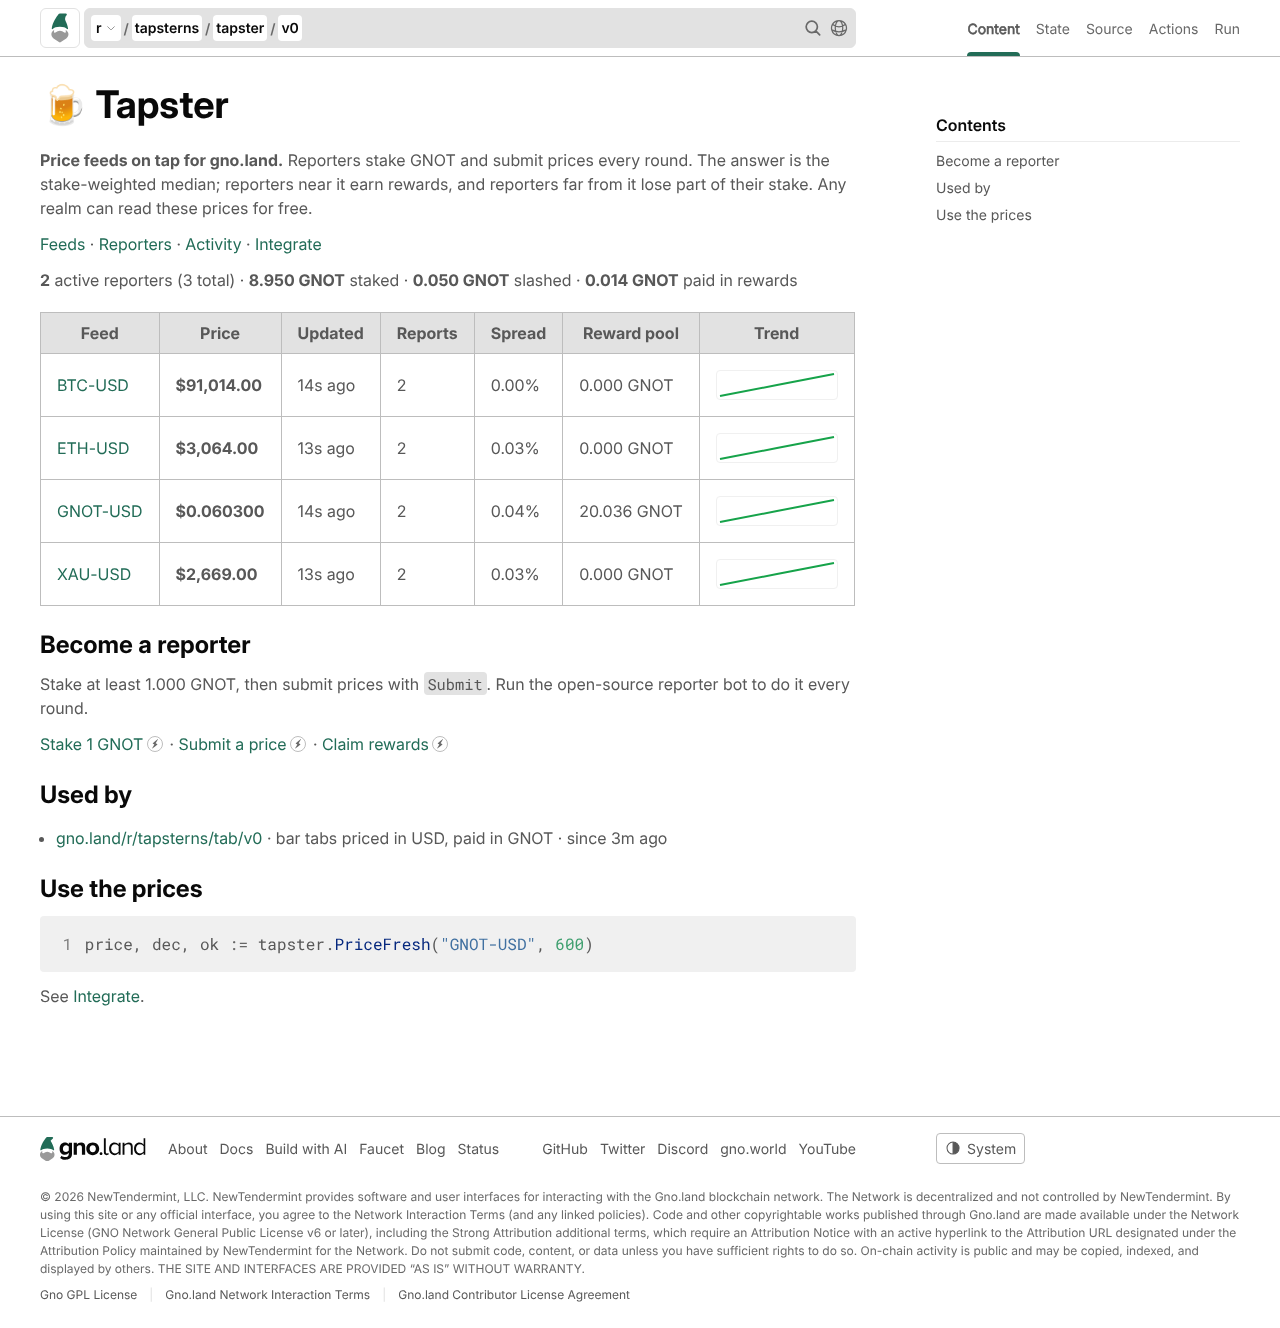 r / tapsterns / tapster / v0
Content State Source Actions Run
🍺 Tapster
Price feeds on tap for gno.land. Reporters stake GNOT and submit prices every round. The answer is the
stake-weighted median; reporters near it earn rewards, and reporters far from it lose part of their stake. Any
realm can read these prices for free.
Feeds · Reporters · Activity · Integrate
2 active reporters (3 total) · 8.950 GNOT staked · 0.050 GNOT slashed · 0.014 GNOT paid in rewards
Feed Price Updated Reports Spread Reward pool Trend
BTC-USD $91,014.00 14s ago 2 0.00% 0.000 GNOT
ETH-USD $3,064.00 13s ago 2 0.03% 0.000 GNOT
GNOT-USD $0.060300 14s ago 2 0.04% 20.036 GNOT
XAU-USD $2,669.00 13s ago 2 0.03% 0.000 GNOT
Become a reporter
Stake at least 1.000 GNOT, then submit prices with Submit. Run the open-source reporter bot to do it every
round.
Stake 1 GNOT · Submit a price · Claim rewards
Used by
• gno.land/r/tapsterns/tab/v0 · bar tabs priced in USD, paid in GNOT · since 3m ago
Use the prices
1 price, dec, ok := tapster.PriceFresh("GNOT-USD", 600)
See Integrate.
Contents
Become a reporter
Used by
Use the prices
gno.land About Docs Build with AI Faucet Blog Status GitHub Twitter Discord gno.world YouTube System
© 2026 NewTendermint, LLC. NewTendermint provides software and user interfaces for interacting with the Gno.land blockchain network. The Network is decentralized and not controlled by NewTendermint. By
using this site or any official interface, you agree to the Network Interaction Terms (and any linked policies). Code and other copyrightable works published through Gno.land are made available under the Network
License (GNO Network General Public License v6 or later), including the Strong Attribution additional terms, which require an Attribution Notice with an active hyperlink to the Attribution URL designated under the
Attribution Policy maintained by NewTendermint for the Network. Do not submit code, content, or data unless you have sufficient rights to do so. On-chain activity is public and may be copied, indexed, and
displayed by others. THE SITE AND INTERFACES ARE PROVIDED “AS IS” WITHOUT WARRANTY.
Gno GPL License | Gno.land Network Interaction Terms | Gno.land Contributor License Agreement